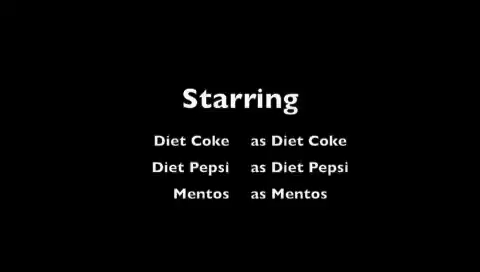 Starring
Diet Coke as Diet Coke
Diet Pepsi as Diet Pepsi
Mentos as Mentos